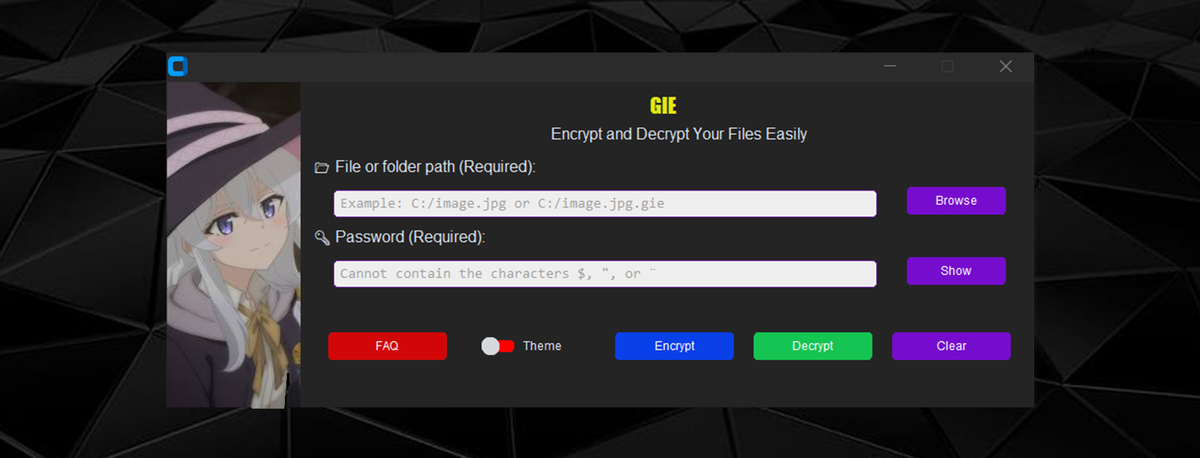 GIE
Encrypt and Decrypt Your Files Easily
File or folder path (Required):
Example: C:/image.jpg or C:/image.jpg.gie
Browse
Password (Required):
Cannot contain the characters $, ", or ¨
Show
FAQ
Theme
Encrypt
Decrypt
Clear